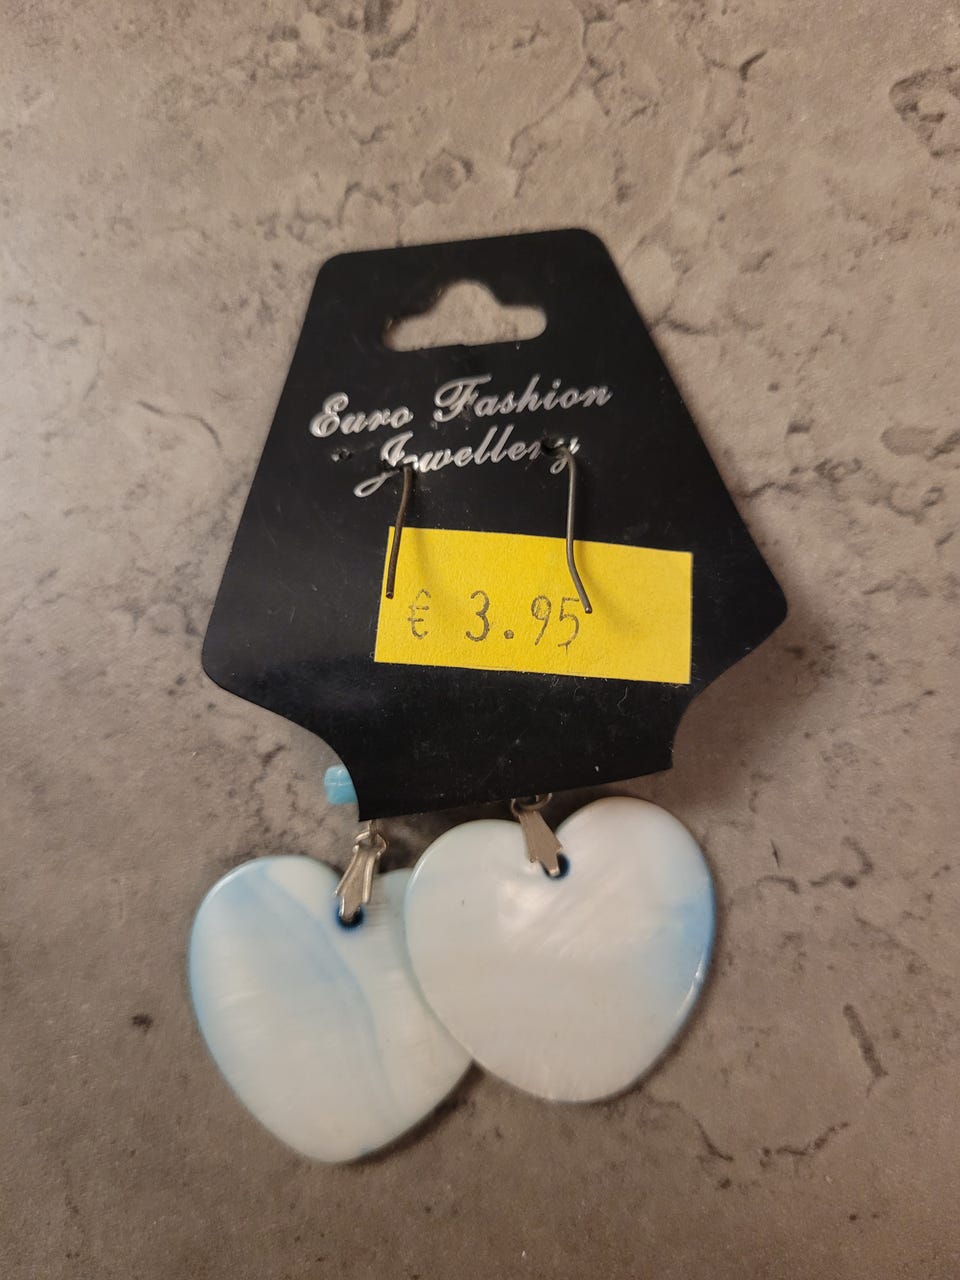 Euro Fashion
Jewellery
€ 3.95